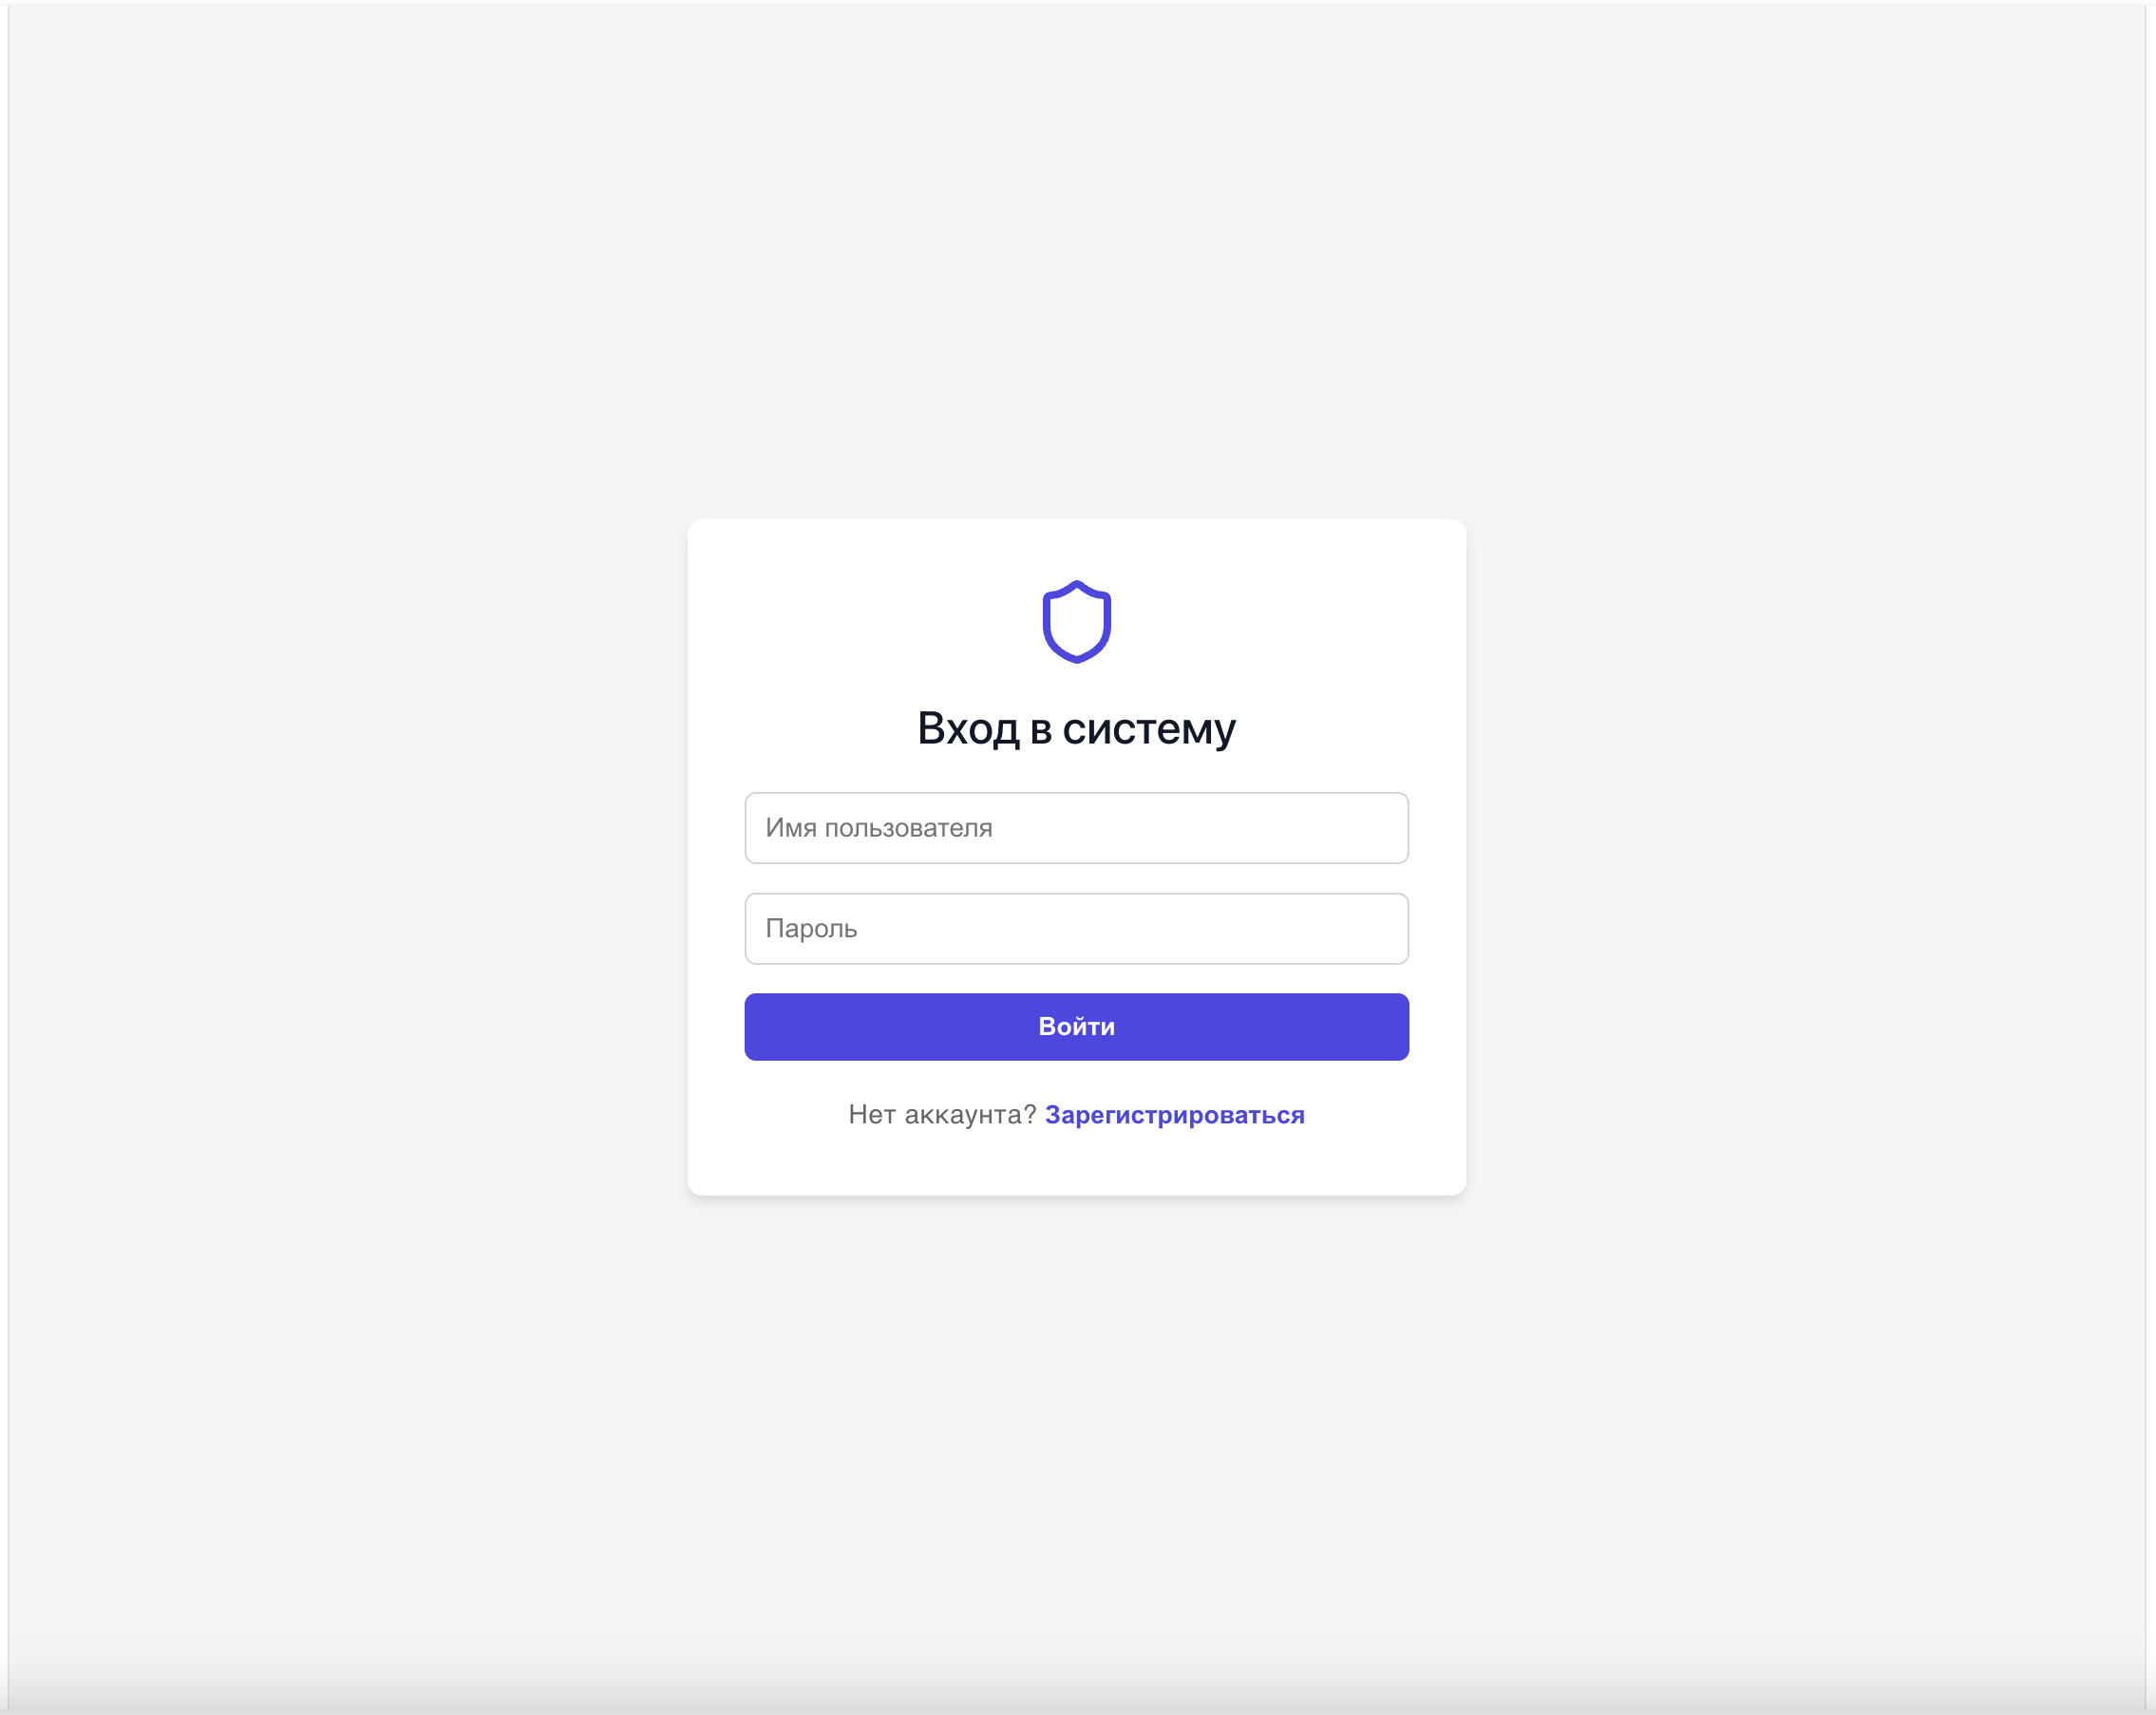 Вход в систему
Имя пользователя
Пароль
Войти
Нет аккаунта? Зарегистрироваться